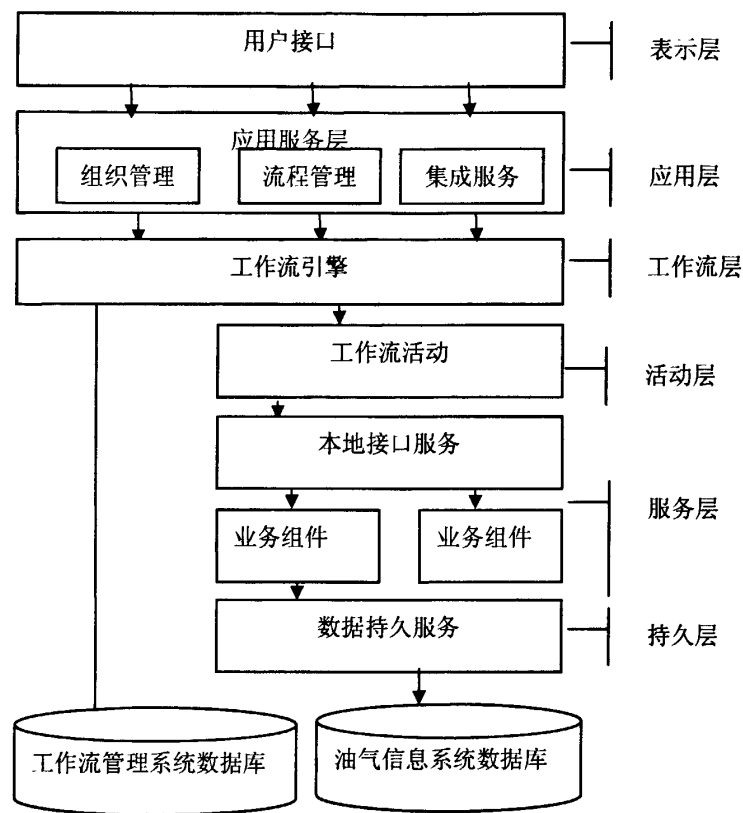 用户接口
表示层
应用服务层
组织管理
流程管理
集成服务
应用层
工作流引擎
工作流层
工作流活动
活动层
本地接口服务
业务组件
业务组件
服务层
数据持久服务
持久层
工作流管理系统数据库
油气信息系统数据库